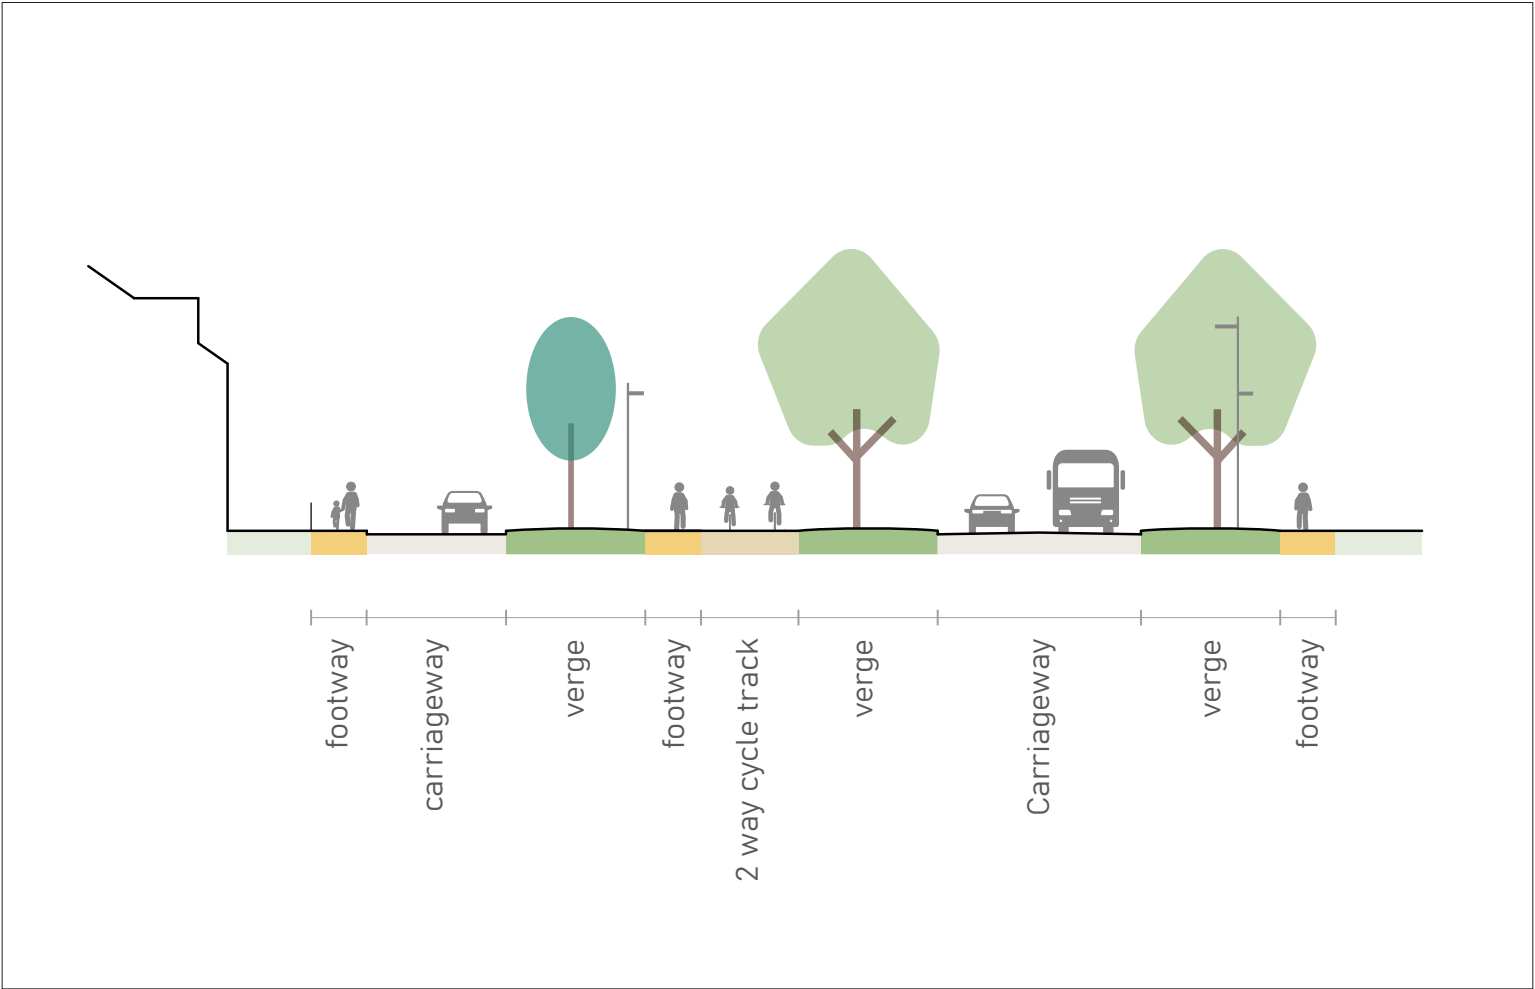 footway
carriageway
verge
footway
2 way cycle track
verge
Carriageway
verge
footway